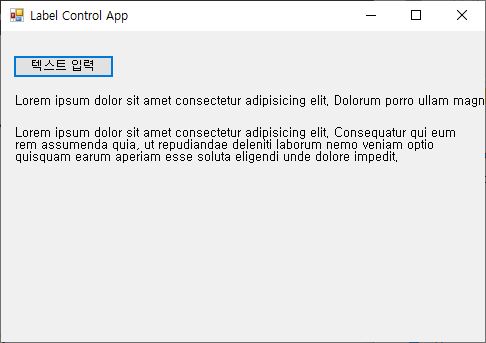 Label Control App
텍스트 입력
Lorem ipsum dolor sit amet consectetur adipisicing elit. Dolorum porro ullam magn
Lorem ipsum dolor sit amet consectetur adipisicing elit. Consequatur qui eum
rem assumenda quia, ut repudiandae deleniti laborum nemo veniam optio
quisquam earum aperiam esse soluta eligendi unde dolore impedit.